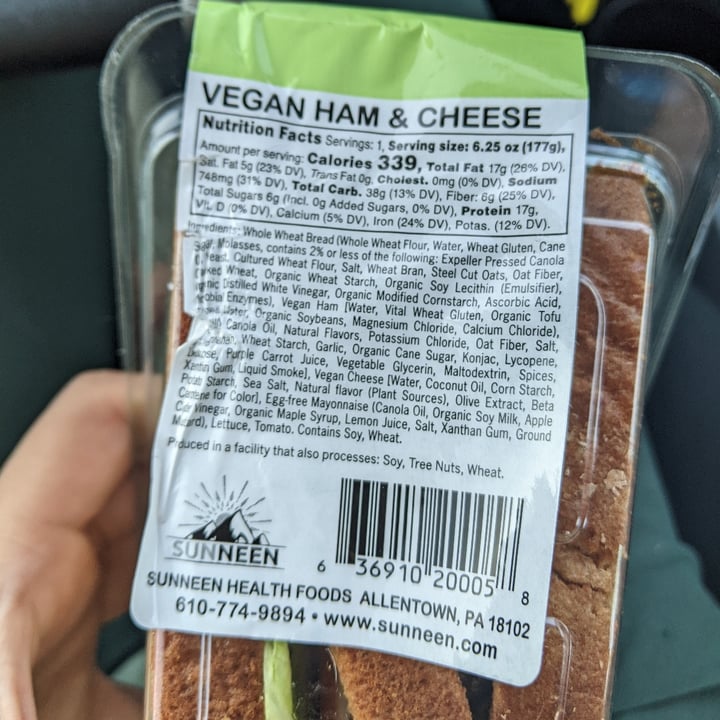 VEGAN HAM & CHEESE
Nutrition Facts Servings: 1, Serving size: 6.25 oz (177g),
Amount per serving: Calories 339, Total Fat 17g (26% DV),
Sat. Fat 5g (23% DV), Trans Fat 0g, Cholest. 0mg (0% DV), Sodium
748mg (31% DV), Total Carb. 38g (13% DV), Fiber: 6g (25% DV),
Total Sugars 6g (Incl. 0g Added Sugars, 0% DV), Protein 17g,
Vit. D (0% DV), Calcium (5% DV), Iron (24% DV), Potas. (12% DV).
Ingredients: Whole Wheat Bread (Whole Wheat Flour, Water, Wheat Gluten, Cane
Molasses, contains 2% or less of the following: Expeller Pressed Canola
Yeast, Cultured Wheat Flour, Salt, Wheat Bran, Steel Cut Oats, Oat Fiber,
Wheat, Organic Wheat Starch, Organic Soy Lecithin (Emulsifier),
Distilled White Vinegar, Organic Modified Cornstarch, Ascorbic Acid,
Enzymes), Vegan Ham [Water, Vital Wheat Gluten, Organic Tofu
Water, Organic Soybeans, Magnesium Chloride, Calcium Chloride),
Canola Oil, Natural Flavors, Potassium Chloride, Oat Fiber, Salt,
Wheat Starch, Garlic, Organic Cane Sugar, Konjac, Lycopene,
Purple Carrot Juice, Vegetable Glycerin, Maltodextrin, Spices,
Gum, Liquid Smoke], Vegan Cheese [Water, Coconut Oil, Corn Starch,
Starch, Sea Salt, Natural flavor (Plant Sources), Olive Extract, Beta
for Color], Egg-free Mayonnaise (Canola Oil, Organic Soy Milk, Apple
Vinegar, Organic Maple Syrup, Lemon Juice, Salt, Xanthan Gum, Ground
Lettuce, Tomato. Contains Soy, Wheat.
Produced in a facility that also processes: Soy, Tree Nuts, Wheat.
SUNNEEN
6 36910 20005 8
SUNNEEN HEALTH FOODS ALLENTOWN, PA 18102
610-774-9894 • www.sunneen.com